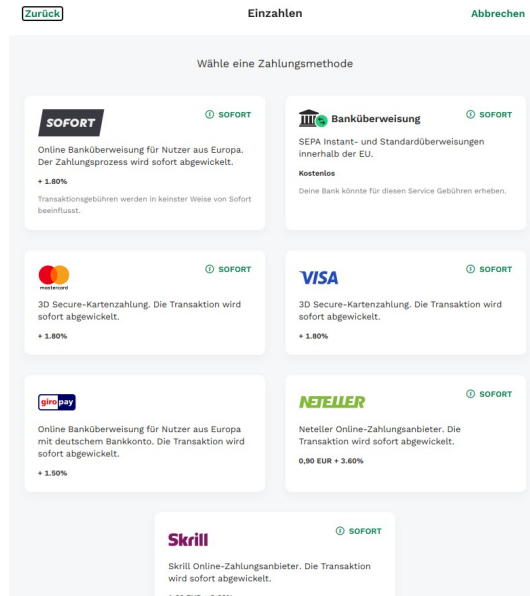 Zurück
Einzahlen
Abbrechen
Wähle eine Zahlungsmethode
SOFORT
SOFORT
Online Banküberweisung für Nutzer aus Europa.
Der Zahlungsprozess wird sofort abgewickelt.
+ 1.80%
Transaktionsgebühren werden in keinster Weise von Sofort
beeinflusst.
Banküberweisung
SOFORT
SEPA Instant- und Standardüberweisungen
innerhalb der EU.
Kostenlos
Deine Bank könnte für diesen Service Gebühren erheben.
mastercard
SOFORT
3D Secure-Kartenzahlung. Die Transaktion wird
sofort abgewickelt.
+ 1.80%
VISA
SOFORT
3D Secure-Kartenzahlung. Die Transaktion wird
sofort abgewickelt.
+ 1.80%
giropay
Online Banküberweisung für Nutzer aus Europa
mit deutschem Bankkonto. Die Transaktion wird
sofort abgewickelt.
+ 1.50%
NETELLER
SOFORT
Neteller Online-Zahlungsanbieter. Die
Transaktion wird sofort abgewickelt.
0,90 EUR + 3.60%
Skrill
SOFORT
Skrill Online-Zahlungsanbieter. Die Transaktion
wird sofort abgewickelt.